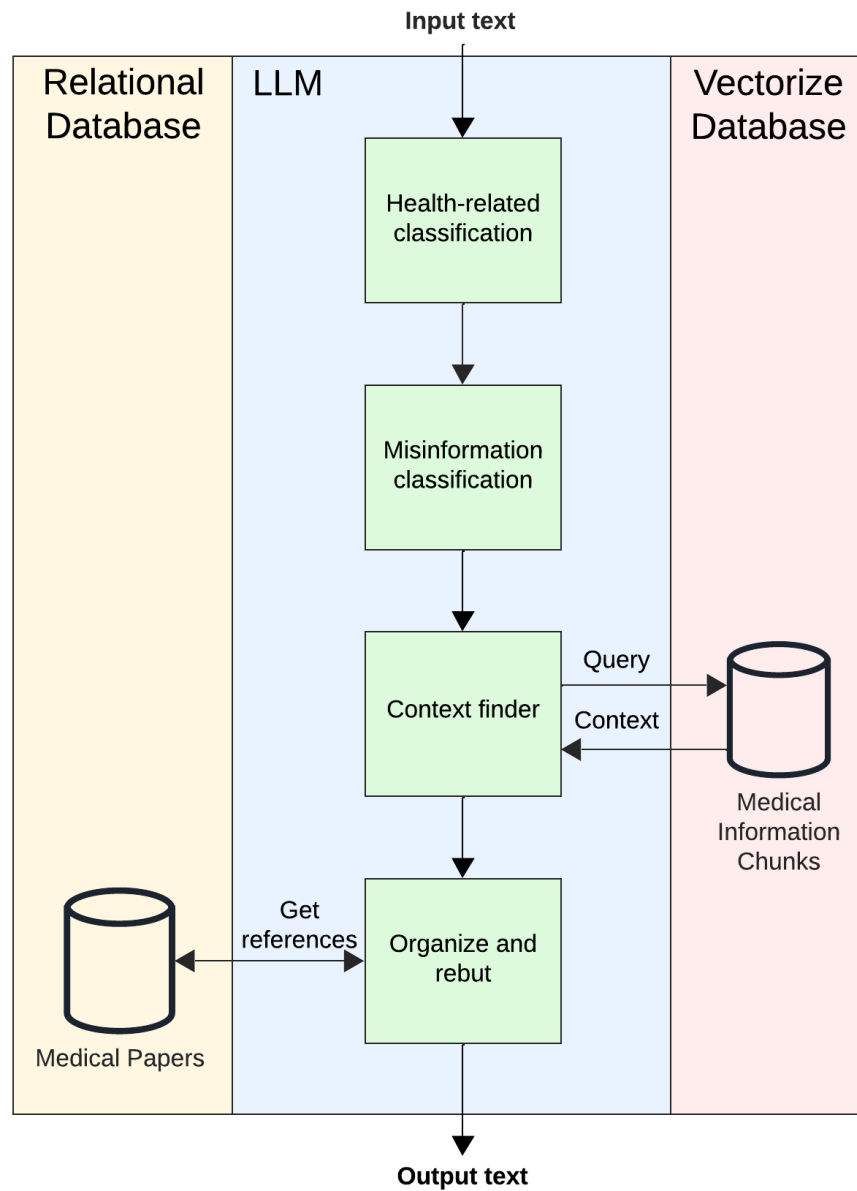 Input text
Relational
Database
LLM
Vectorize
Database
Health-related
classification
Misinformation
classification
Context finder
Query
Context
Medical
Information
Chunks
Get
references
Organize and
rebut
Medical Papers
Output text